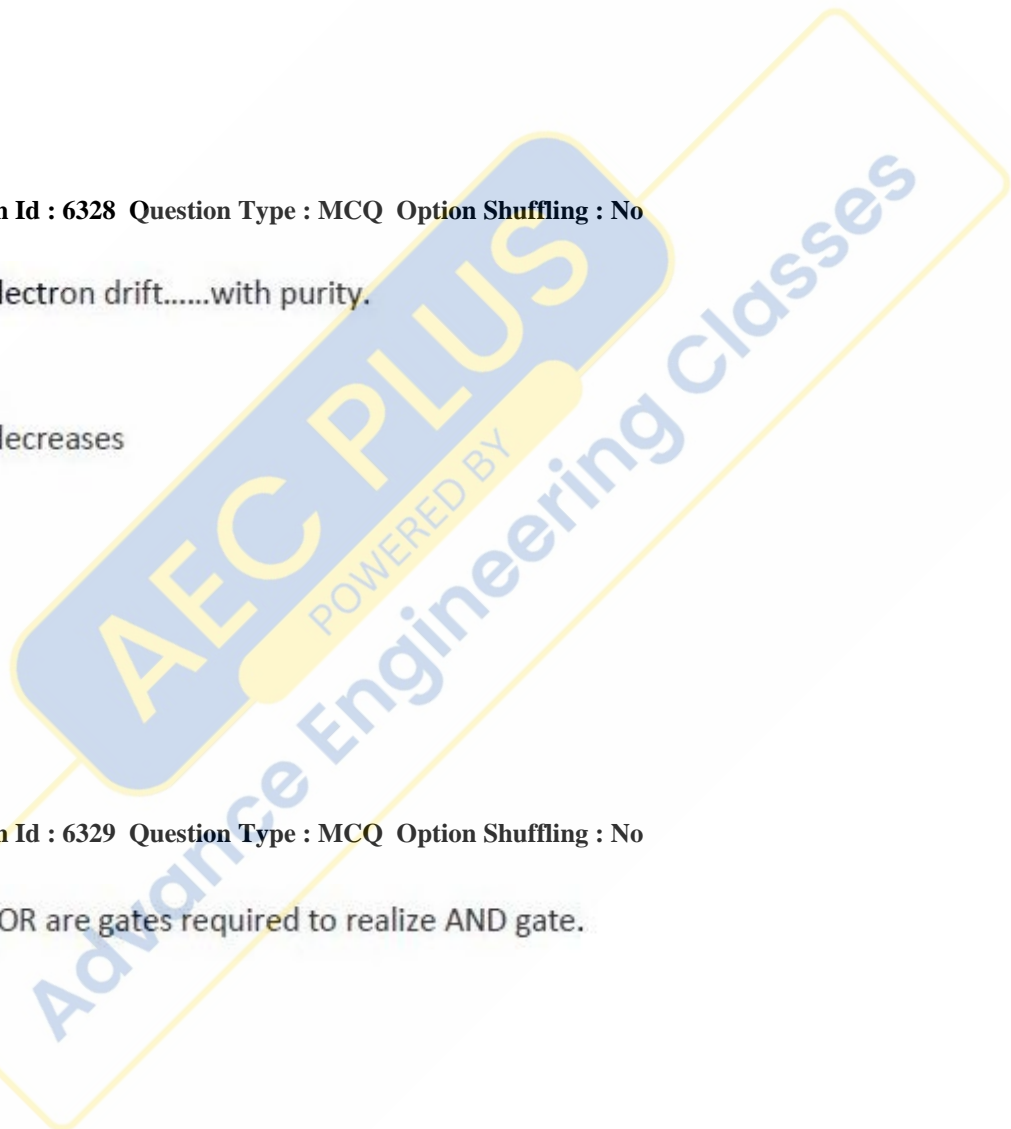 n Id : 6328 Question Type : MCQ Option Shuffling : No
lectron drift......with purity.
decreases
AEC PLUS
POWERED BY
Advance Engineering Classes
n Id : 6329 Question Type : MCQ Option Shuffling : No
OR are gates required to realize AND gate.